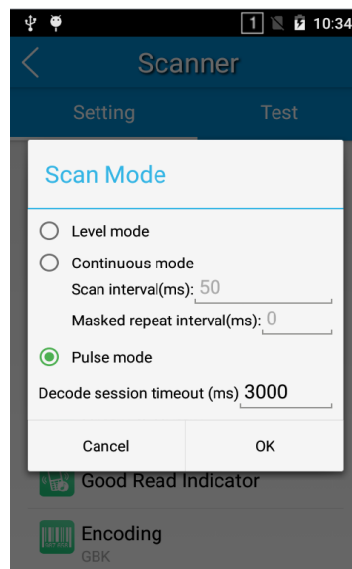 1 10:34
Scanner
Setting Test
Scan Mode
Level mode
Continuous mode
Scan interval(ms): 50
Masked repeat interval(ms): 0
Pulse mode
Decode session timeout (ms) 3000
Cancel OK
Good Read Indicator
Encoding
GBK